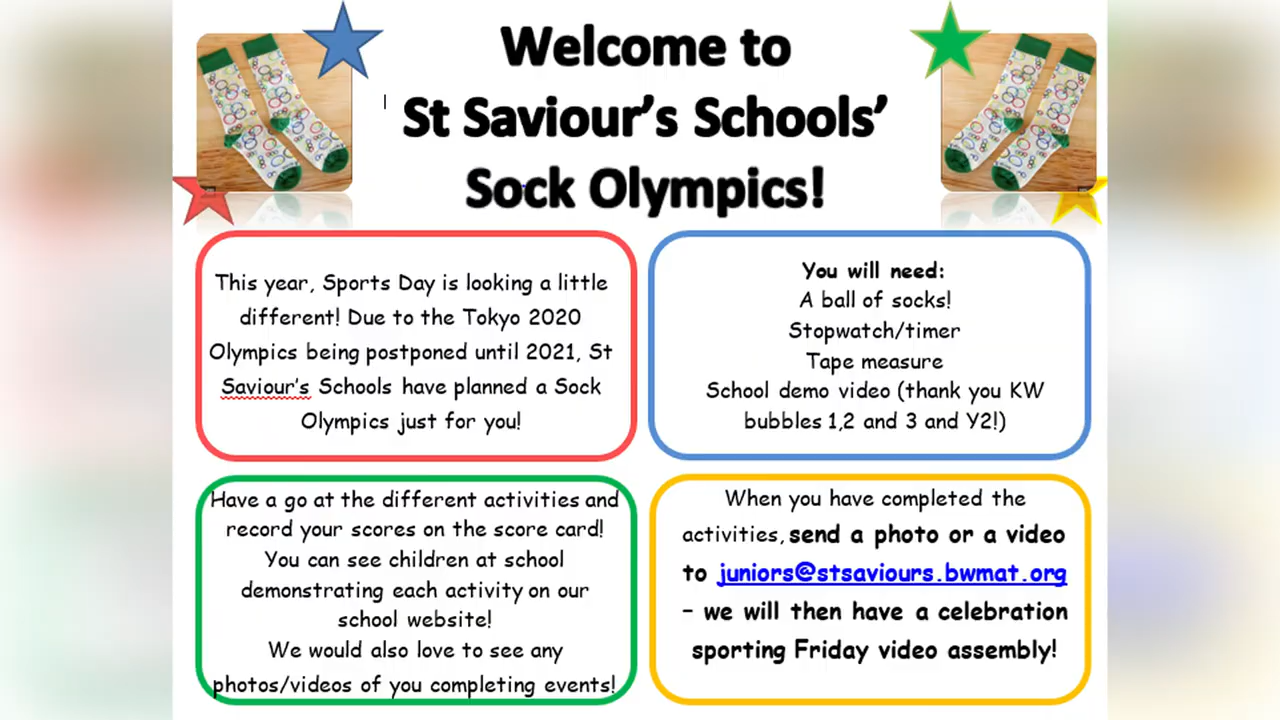 Welcome to
St Saviour's Schools'
Sock Olympics!
This year, Sports Day is looking a little
different! Due to the Tokyo 2020
Olympics being postponed until 2021, St
Saviour's Schools have planned a Sock
Olympics just for you!
You will need:
A ball of socks!
Stopwatch/timer
Tape measure
School demo video (thank you KW
bubbles 1,2 and 3 and Y2!)
Have a go at the different activities and
record your scores on the score card!
You can see children at school
demonstrating each activity on our
school website!
We would also love to see any
photos/videos of you completing events!
When you have completed the
activities, send a photo or a video
to juniors@stsaviours.bwmat.org
– we will then have a celebration
sporting Friday video assembly!